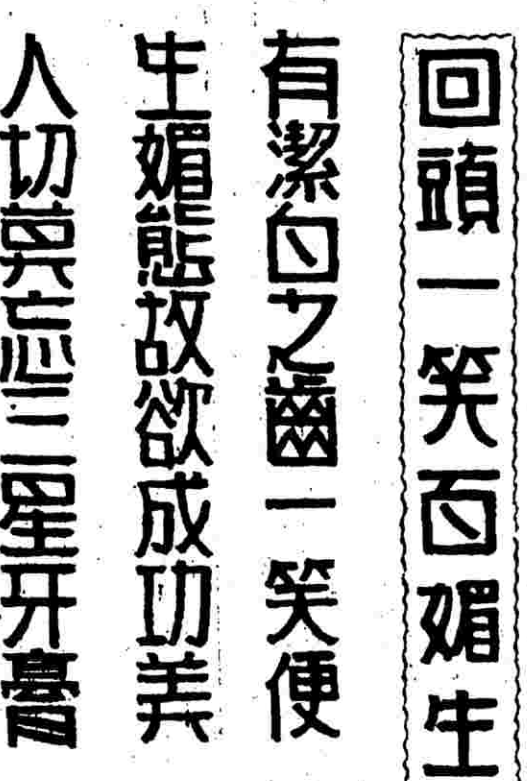 回頭一笑百媚生
有潔白之齒一笑便
生媚態故欲成功美
人切莫忘三星牙膏